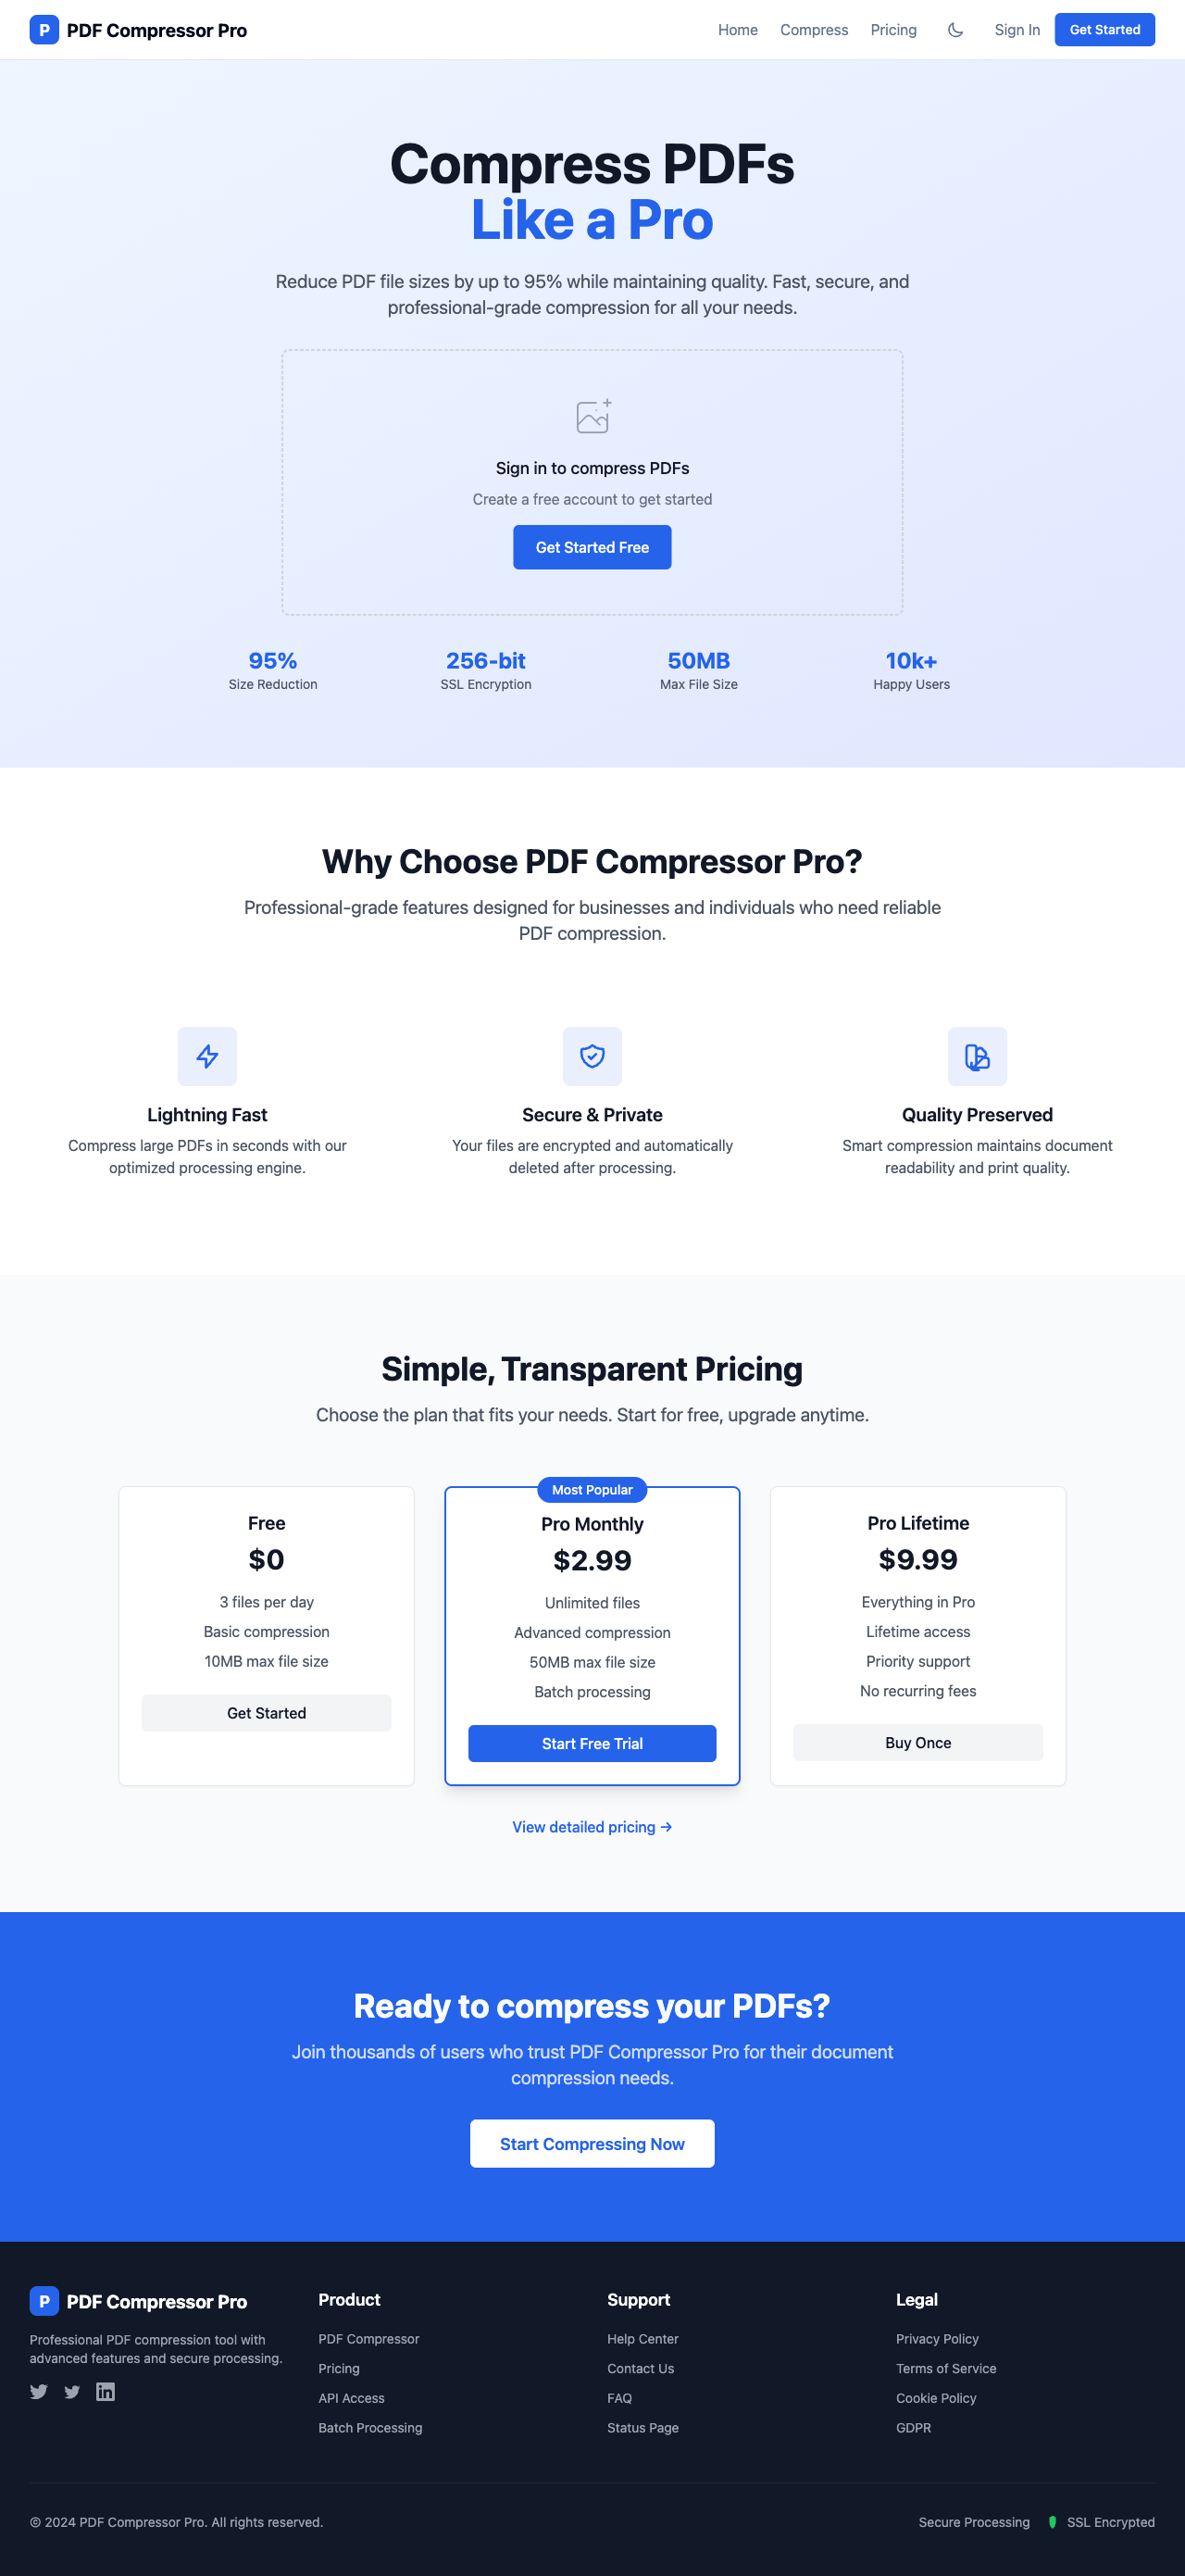 P PDF Compressor Pro
Home Compress Pricing Sign In Get Started
Compress PDFs
Like a Pro
Reduce PDF file sizes by up to 95% while maintaining quality. Fast, secure, and
professional-grade compression for all your needs.
Sign in to compress PDFs
Create a free account to get started
Get Started Free
95% 256-bit 50MB 10k+
Size Reduction SSL Encryption Max File Size Happy Users
Why Choose PDF Compressor Pro?
Professional-grade features designed for businesses and individuals who need reliable
PDF compression.
Lightning Fast
Compress large PDFs in seconds with our
optimized processing engine.
Secure & Private
Your files are encrypted and automatically
deleted after processing.
Quality Preserved
Smart compression maintains document
readability and print quality.
Simple, Transparent Pricing
Choose the plan that fits your needs. Start for free, upgrade anytime.
Free
$0
3 files per day
Basic compression
10MB max file size
Get Started
Most Popular
Pro Monthly
$2.99
Unlimited files
Advanced compression
50MB max file size
Batch processing
Start Free Trial
Pro Lifetime
$9.99
Everything in Pro
Lifetime access
Priority support
No recurring fees
Buy Once
View detailed pricing →
Ready to compress your PDFs?
Join thousands of users who trust PDF Compressor Pro for their document
compression needs.
Start Compressing Now
P PDF Compressor Pro
Professional PDF compression tool with
advanced features and secure processing.
Product
PDF Compressor
Pricing
API Access
Batch Processing
Support
Help Center
Contact Us
FAQ
Status Page
Legal
Privacy Policy
Terms of Service
Cookie Policy
GDPR
© 2024 PDF Compressor Pro. All rights reserved.
Secure Processing SSL Encrypted